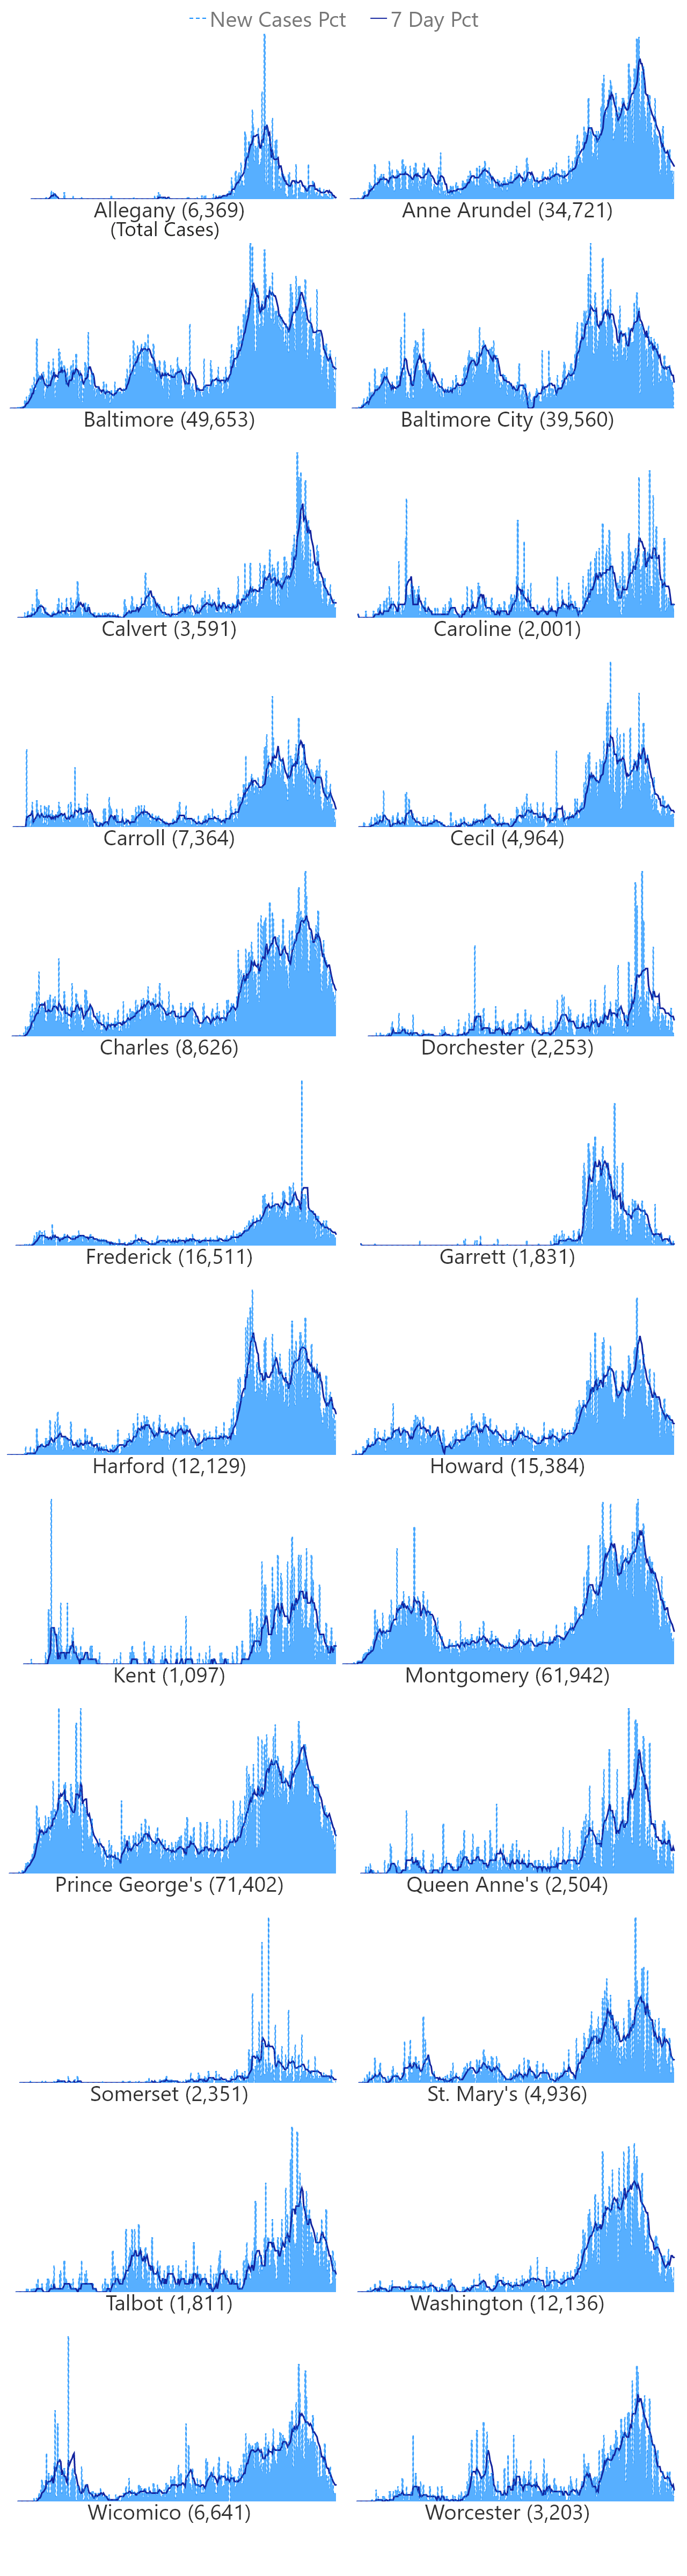 New Cases Pct 7 Day Pct
Allegany (6,369) Anne Arundel (34,721)
(Total Cases)
Baltimore (49,653) Baltimore City (39,560)
Calvert (3,591) Caroline (2,001)
Carroll (7,364) Cecil (4,964)
Charles (8,626) Dorchester (2,253)
Frederick (16,511) Garrett (1,831)
Harford (12,129) Howard (15,384)
Kent (1,097) Montgomery (61,942)
Prince George's (71,402) Queen Anne's (2,504)
Somerset (2,351) St. Mary's (4,936)
Talbot (1,811) Washington (12,136)
Wicomico (6,641) Worcester (3,203)